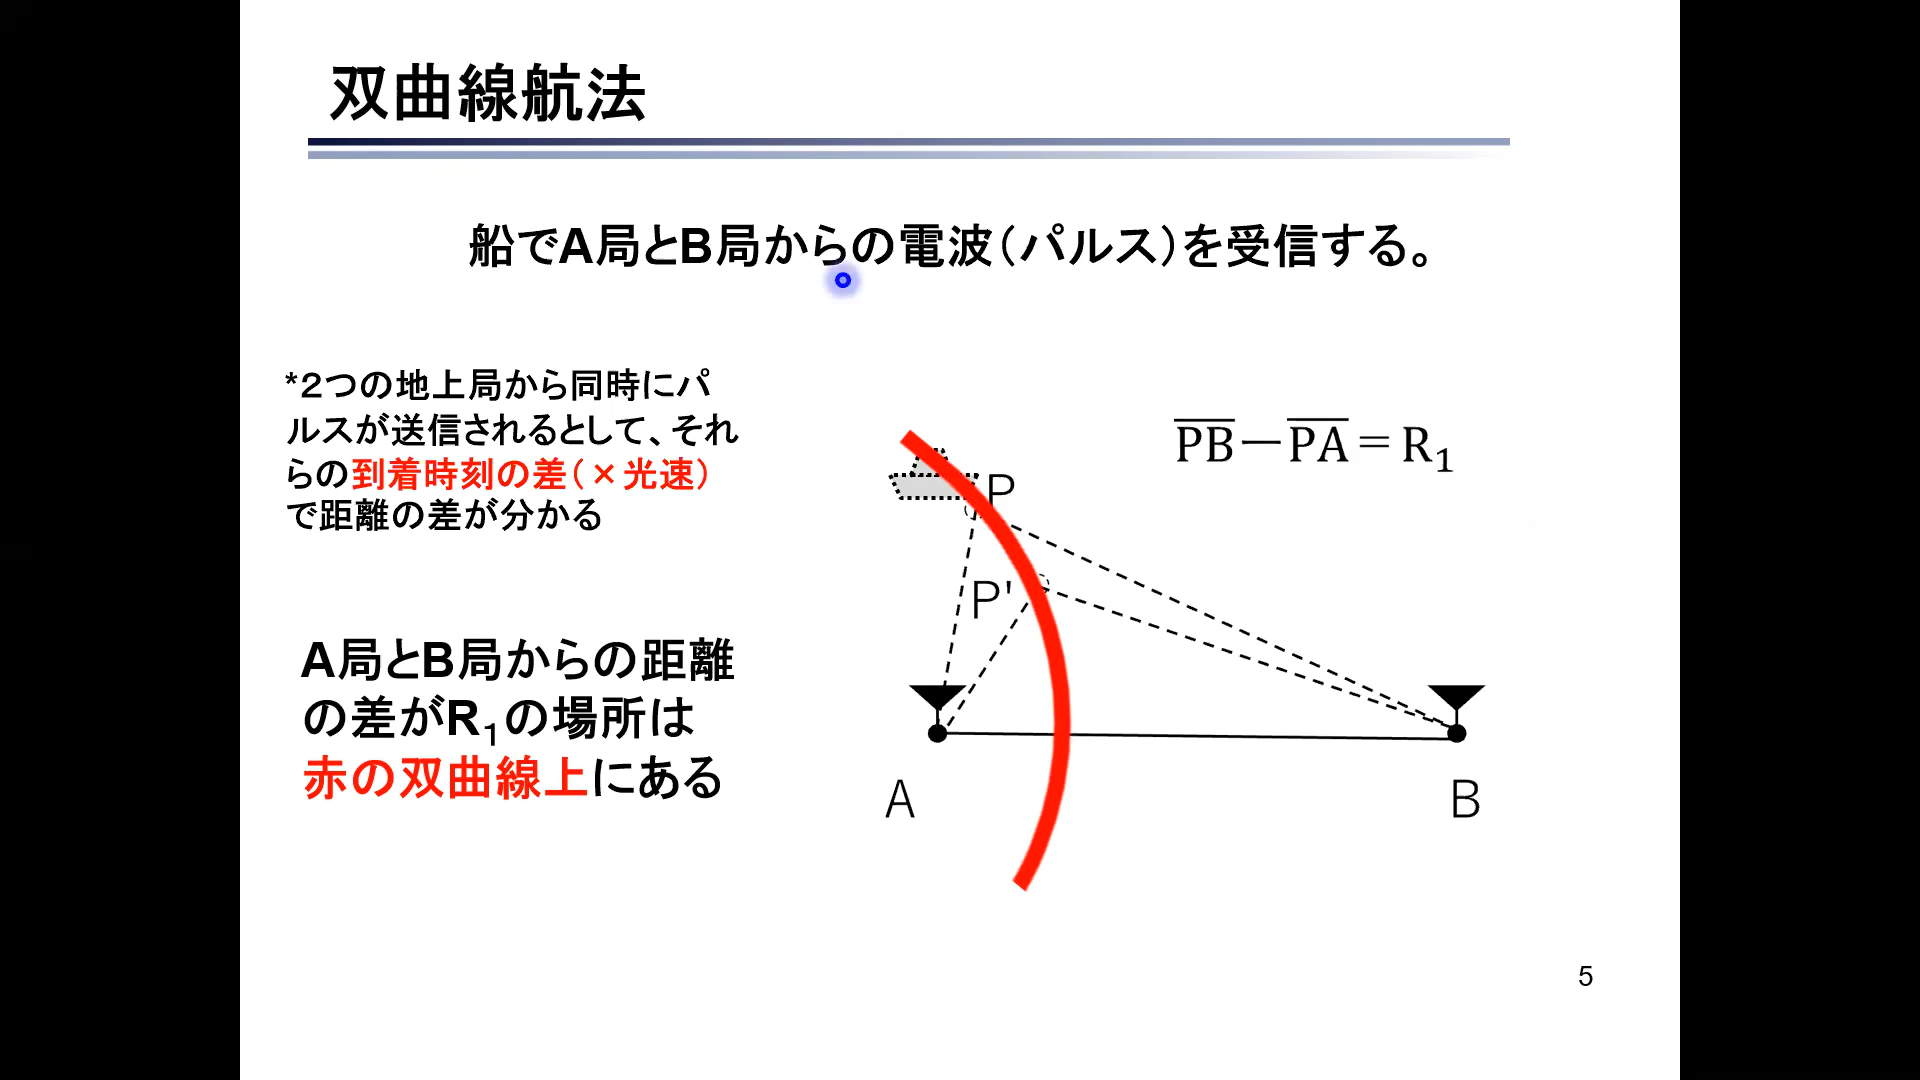 双曲線航法
船でA局とB局からの電波（パルス）を受信する。
*２つの地上局から同時にパ
ルスが送信されるとして、それ
らの到着時刻の差（×光速）
で距離の差が分かる
PB－PA＝R1
P
P'
A局とB局からの距離
の差がR1の場所は
赤の双曲線上にある
A
B
5